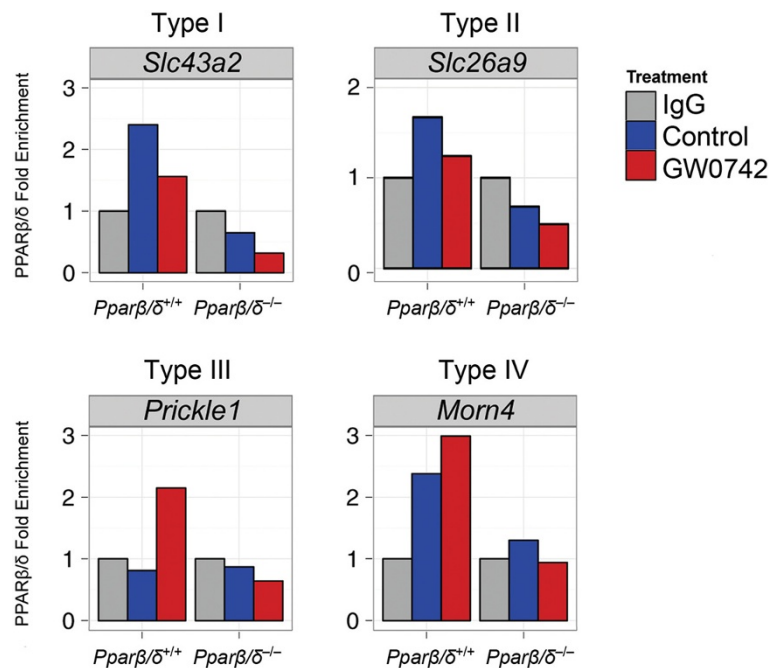 Type I
Type II
Slc43a2
Slc26a9
Treatment
IgG
Control
GW0742
PPARβ/δ Fold Enrichment
3
2
1
0
2
1
0
Pparβ/δ+/+
Pparβ/δ–/–
Pparβ/δ+/+
Pparβ/δ–/–
Type III
Type IV
Prickle1
Morn4
PPARβ/δ Fold Enrichment
3
2
1
0
3
2
1
0
Pparβ/δ+/+
Pparβ/δ–/–
Pparβ/δ+/+
Pparβ/δ–/–